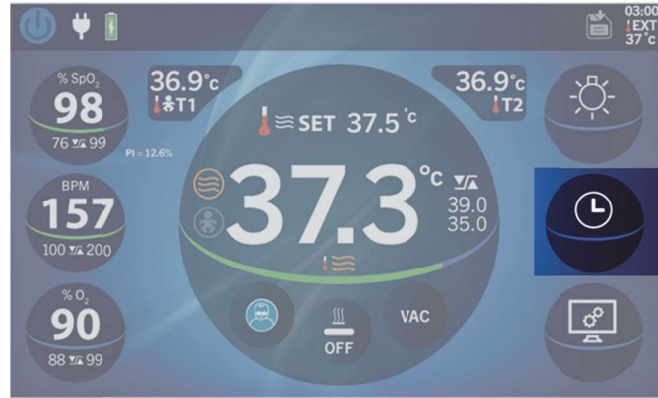 03:00
EXT
37°c
% SpO₂
98
76 99
PI = 12.6%
36.9°c
T1
36.9°c
T2
SET 37.5°c
37.3°c
39.0
35.0
BPM
157
100 200
% O₂
90
88 99
OFF
VAC